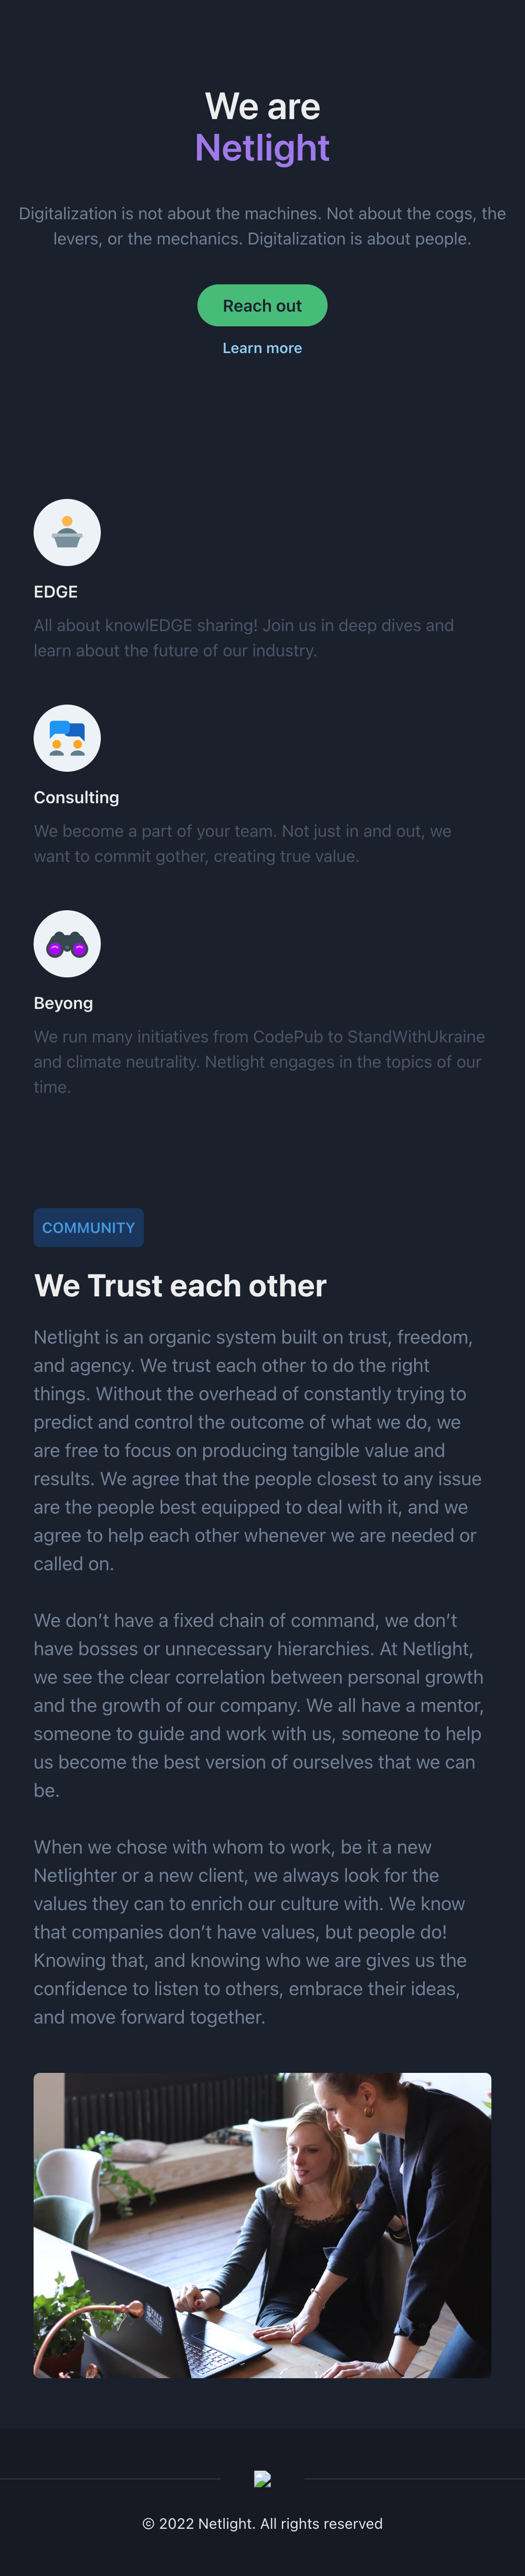 We are
Netlight
Digitalization is not about the machines. Not about the cogs, the
levers, or the mechanics. Digitalization is about people.
Reach out
Learn more
EDGE
All about knowlEDGE sharing! Join us in deep dives and
learn about the future of our industry.
Consulting
We become a part of your team. Not just in and out, we
want to commit gother, creating true value.
Beyong
We run many initiatives from CodePub to StandWithUkraine
and climate neutrality. Netlight engages in the topics of our
time.
COMMUNITY
We Trust each other
Netlight is an organic system built on trust, freedom,
and agency. We trust each other to do the right
things. Without the overhead of constantly trying to
predict and control the outcome of what we do, we
are free to focus on producing tangible value and
results. We agree that the people closest to any issue
are the people best equipped to deal with it, and we
agree to help each other whenever we are needed or
called on.
We don’t have a fixed chain of command, we don’t
have bosses or unnecessary hierarchies. At Netlight,
we see the clear correlation between personal growth
and the growth of our company. We all have a mentor,
someone to guide and work with us, someone to help
us become the best version of ourselves that we can
be.
When we chose with whom to work, be it a new
Netlighter or a new client, we always look for the
values they can to enrich our culture with. We know
that companies don’t have values, but people do!
Knowing that, and knowing who we are gives us the
confidence to listen to others, embrace their ideas,
and move forward together.
© 2022 Netlight. All rights reserved